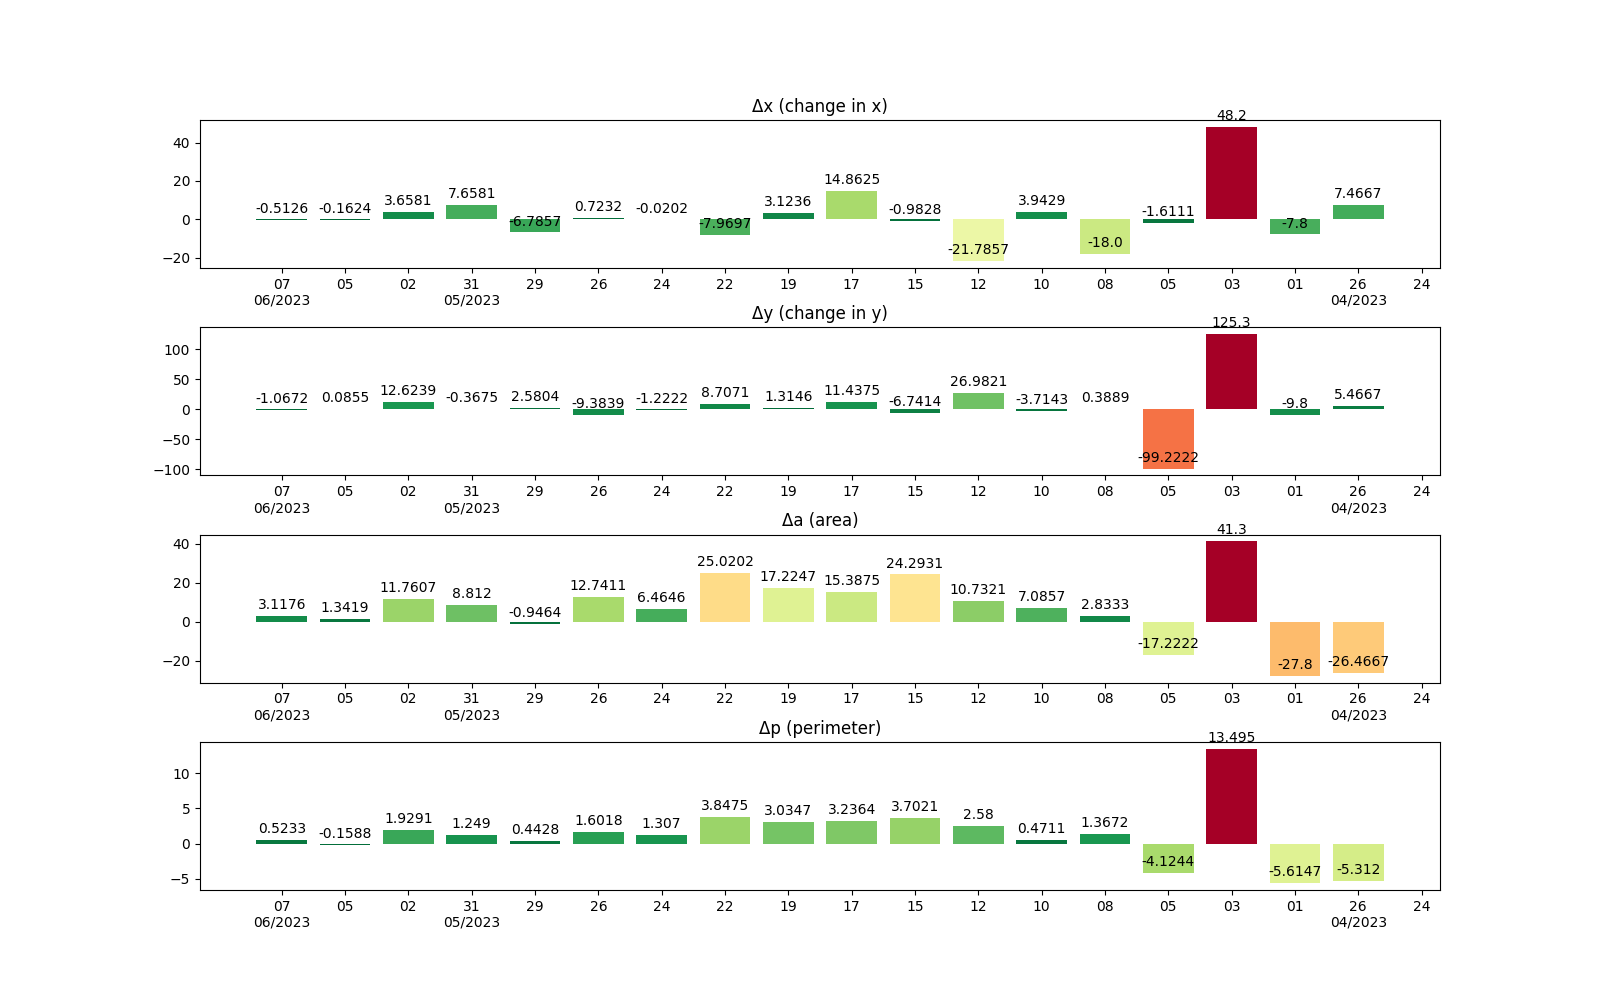 Δx (change in x)
40
20
0
−20
-0.5126 -0.1624 3.6581 7.6581 -6.7857 0.7232 -0.0202 -7.9697 3.1236 14.8625 -0.9828 -21.7857 3.9429 -18.0 -1.6111 48.2 -7.8 7.4667
07 05 02 31 29 26 24 22 19 17 15 12 10 08 05 03 01 26 24
06/2023 05/2023 04/2023
Δy (change in y)
100
50
0
−50
−100
-1.0672 0.0855 12.6239 -0.3675 2.5804 -9.3839 -1.2222 8.7071 1.3146 11.4375 -6.7414 26.9821 -3.7143 0.3889 -99.2222 125.3 -9.8 5.4667
07 05 02 31 29 26 24 22 19 17 15 12 10 08 05 03 01 26 24
06/2023 05/2023 04/2023
Δa (area)
40
20
0
−20
3.1176 1.3419 11.7607 8.812 -0.9464 12.7411 6.4646 25.0202 17.2247 15.3875 24.2931 10.7321 7.0857 2.8333 -17.2222 41.3 -27.8 -26.4667
07 05 02 31 29 26 24 22 19 17 15 12 10 08 05 03 01 26 24
06/2023 05/2023 04/2023
Δp (perimeter)
10
5
0
−5
0.5233 -0.1588 1.9291 1.249 0.4428 1.6018 1.307 3.8475 3.0347 3.2364 3.7021 2.58 0.4711 1.3672 -4.1244 13.495 -5.6147 -5.312
07 05 02 31 29 26 24 22 19 17 15 12 10 08 05 03 01 26 24
06/2023 05/2023 04/2023